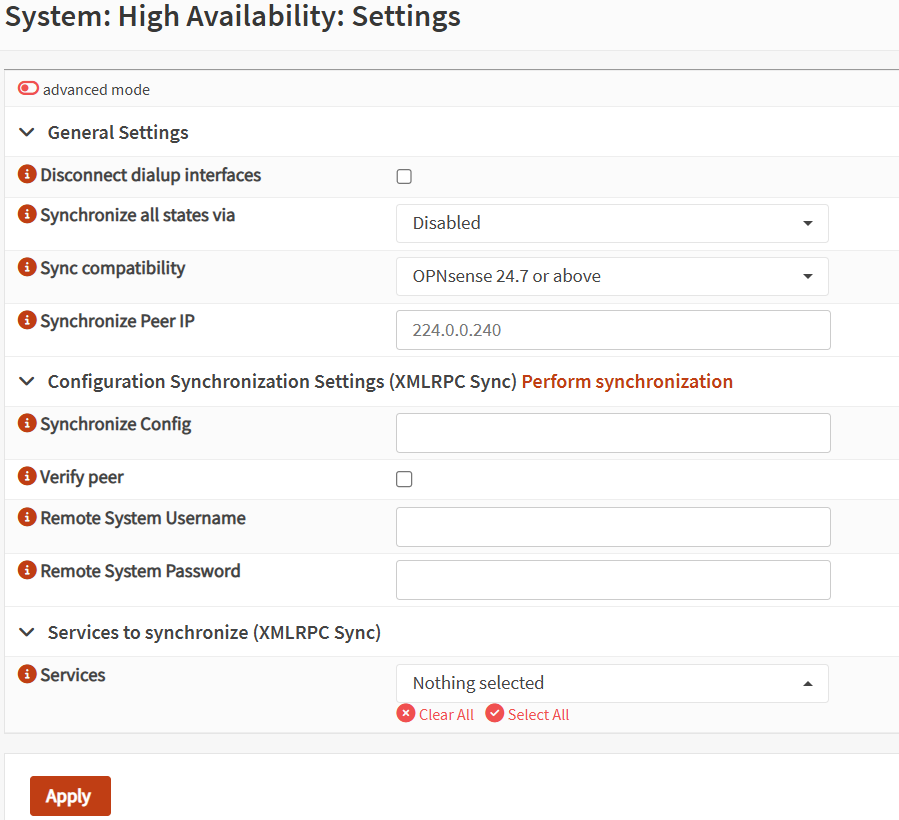 System: High Availability: Settings
advanced mode
General Settings
Disconnect dialup interfaces
Synchronize all states via
Disabled
Sync compatibility
OPNsense 24.7 or above
Synchronize Peer IP
224.0.0.240
Configuration Synchronization Settings (XMLRPC Sync) Perform synchronization
Synchronize Config
Verify peer
Remote System Username
Remote System Password
Services to synchronize (XMLRPC Sync)
Services
Nothing selected
Clear All Select All
Apply